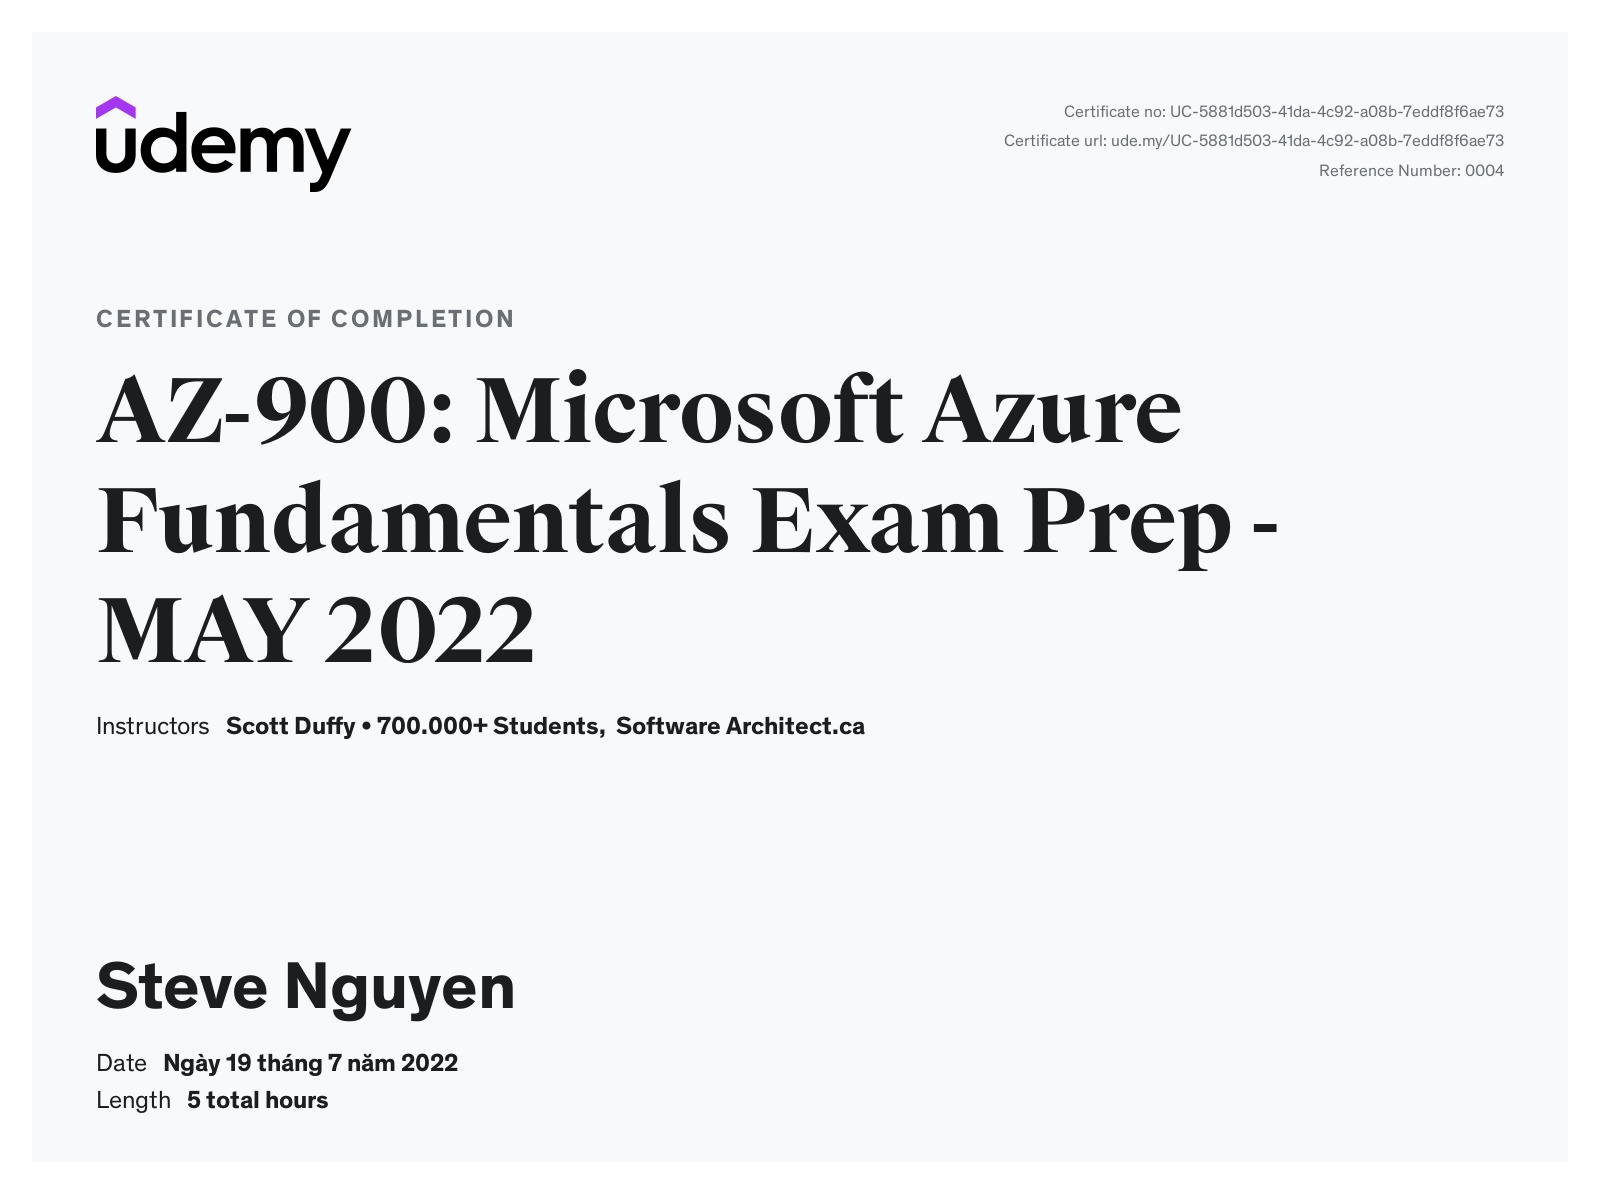 udemy
Certificate no: UC-5881d503-41da-4c92-a08b-7eddf8f6ae73
Certificate url: ude.my/UC-5881d503-41da-4c92-a08b-7eddf8f6ae73
Reference Number: 0004
CERTIFICATE OF COMPLETION
AZ-900: Microsoft Azure
Fundamentals Exam Prep -
MAY 2022
Instructors Scott Duffy • 700.000+ Students, Software Architect.ca
Steve Nguyen
Date Ngày 19 tháng 7 năm 2022
Length 5 total hours